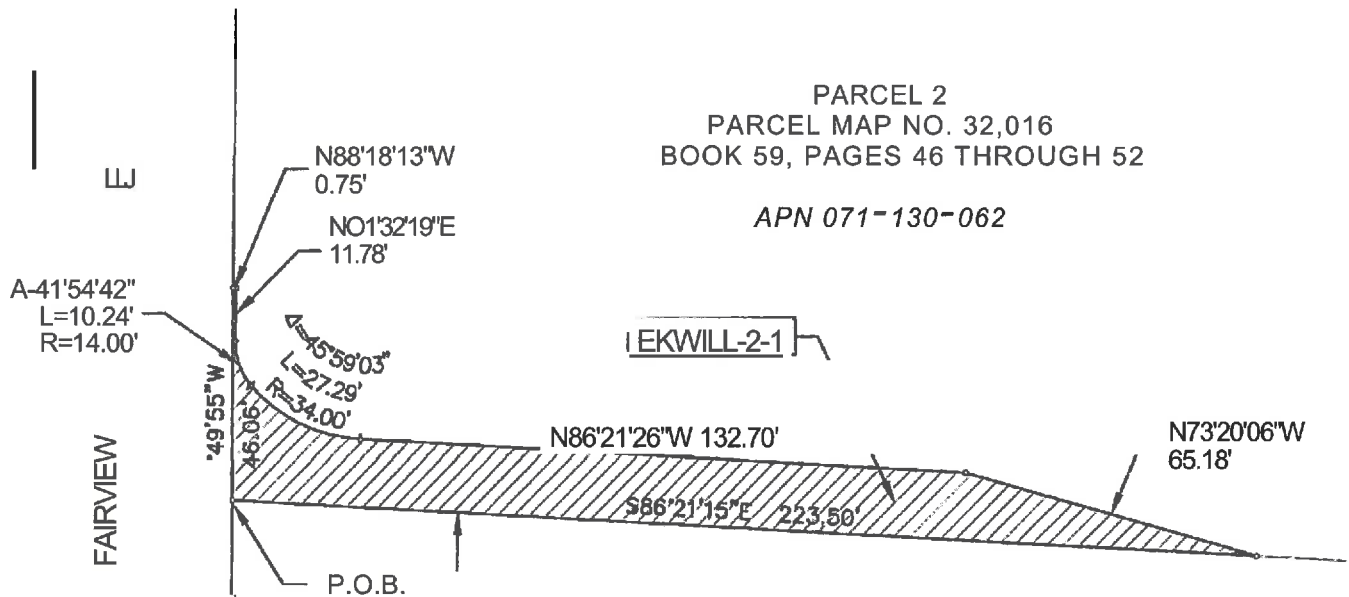 PARCEL 2
PARCEL MAP NO. 32,016
BOOK 59, PAGES 46 THROUGH 52
APN 071-130-062
N88'18'13"W
0.75'
NO1'32'19"E
11.78'
A-41'54'42"
L=10.24'
R=14.00'
Δ=45°59'03"
L=27.29'
R=34.00'
EKWILL-2-1
°49'55"W
46.06'
N86'21'26"W 132.70'
N73'20'06"W
65.18'
S86'21'15"E 223.50'
FAIRVIEW
P.O.B.